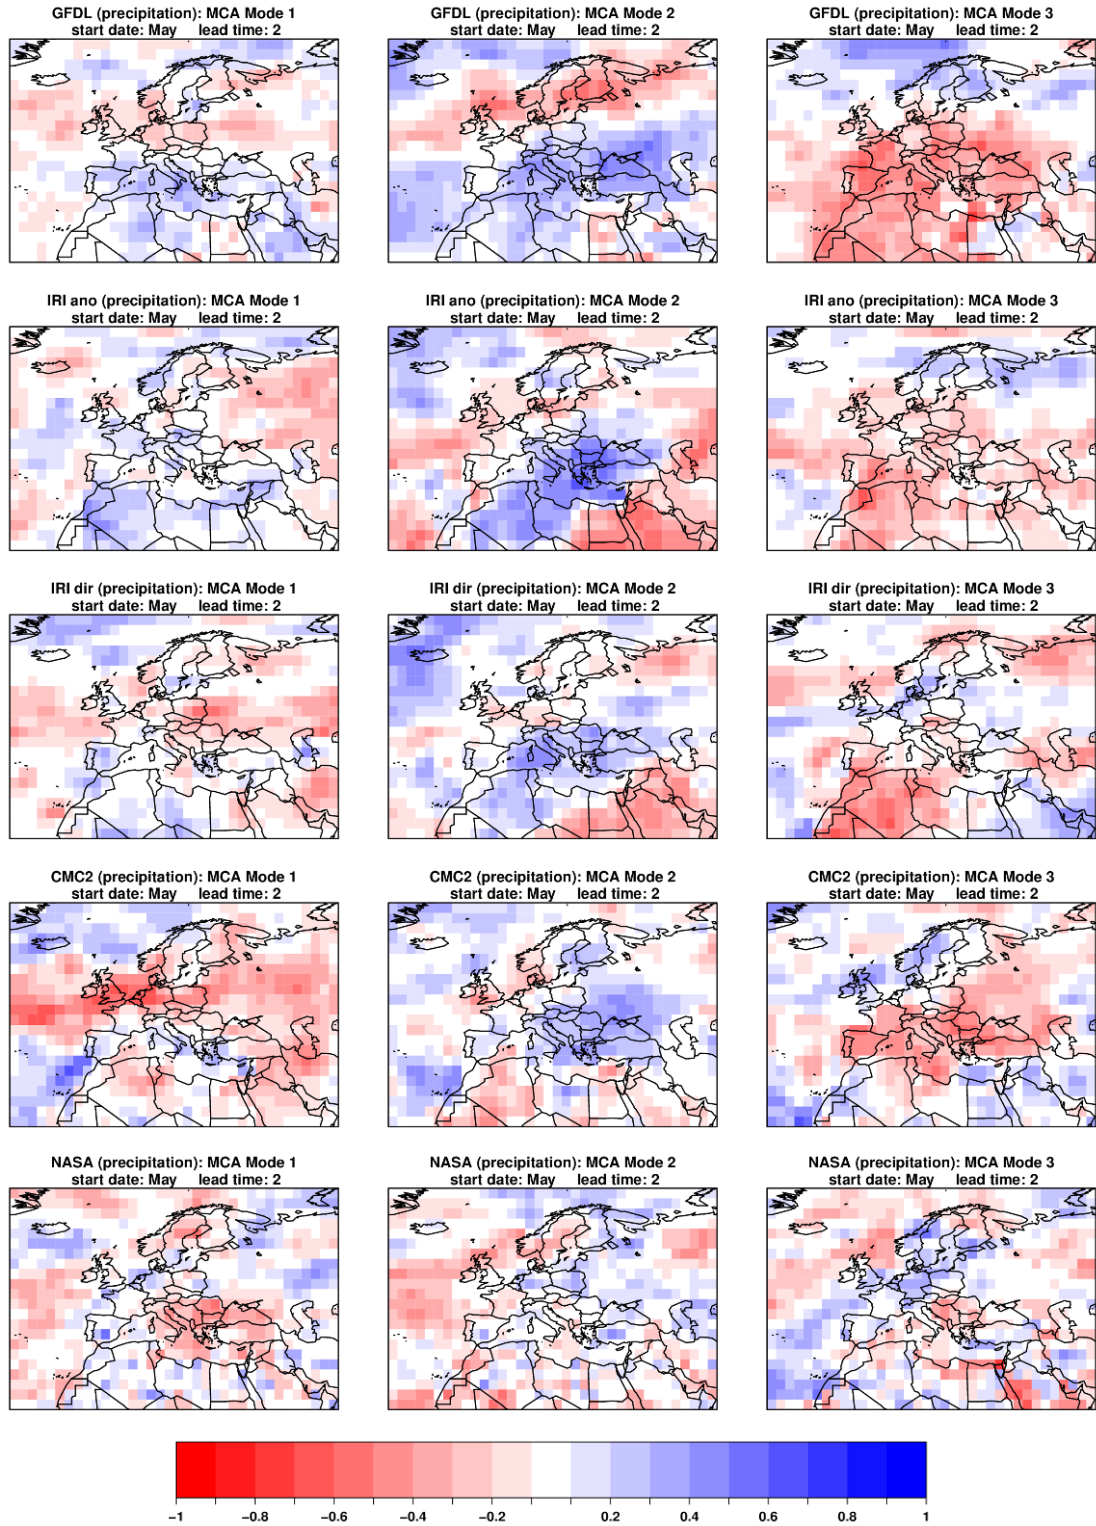 GFDL (precipitation): MCA Mode 1
start date: May lead time: 2
GFDL (precipitation): MCA Mode 2
start date: May lead time: 2
GFDL (precipitation): MCA Mode 3
start date: May lead time: 2
IRI ano (precipitation): MCA Mode 1
start date: May lead time: 2
IRI ano (precipitation): MCA Mode 2
start date: May lead time: 2
IRI ano (precipitation): MCA Mode 3
start date: May lead time: 2
IRI dir (precipitation): MCA Mode 1
start date: May lead time: 2
IRI dir (precipitation): MCA Mode 2
start date: May lead time: 2
IRI dir (precipitation): MCA Mode 3
start date: May lead time: 2
CMC2 (precipitation): MCA Mode 1
start date: May lead time: 2
CMC2 (precipitation): MCA Mode 2
start date: May lead time: 2
CMC2 (precipitation): MCA Mode 3
start date: May lead time: 2
NASA (precipitation): MCA Mode 1
start date: May lead time: 2
NASA (precipitation): MCA Mode 2
start date: May lead time: 2
NASA (precipitation): MCA Mode 3
start date: May lead time: 2
−1 −0.8 −0.6 −0.4 −0.2 0.2 0.4 0.6 0.8 1